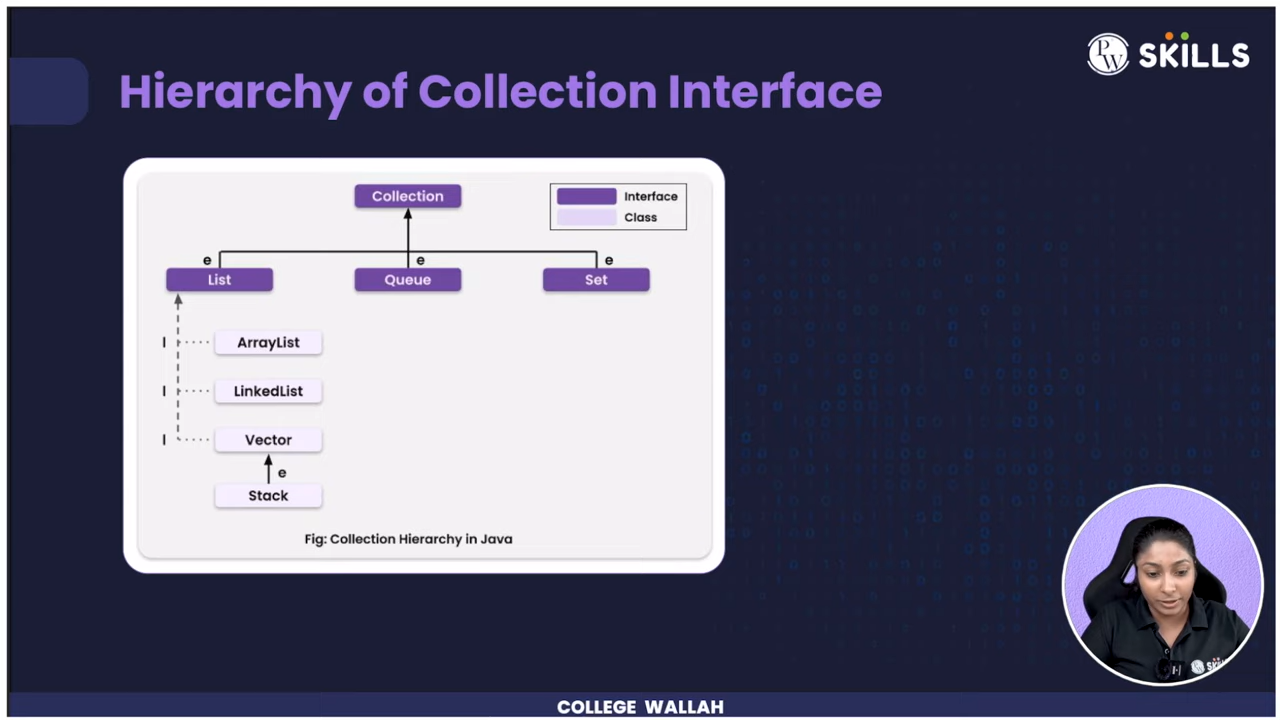 PW SKILLS
Hierarchy of Collection Interface
Collection
Interface
Class
e
e
e
List
Queue
Set
I
ArrayList
I
LinkedList
I
Vector
e
Stack
Fig: Collection Hierarchy in Java
COLLEGE WALLAH